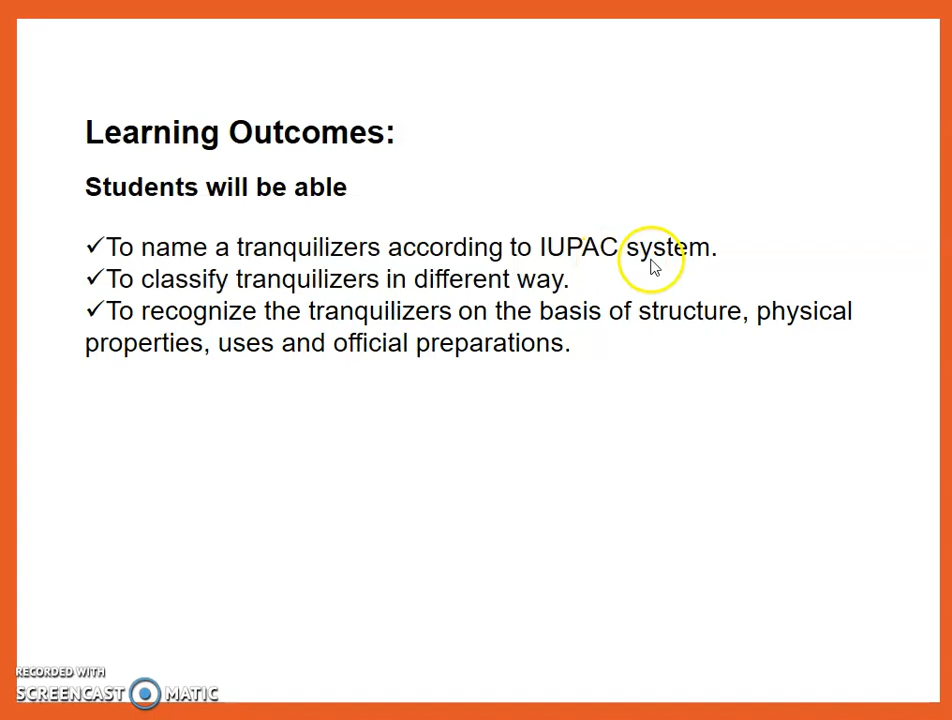 Learning Outcomes:
Students will be able
✓To name a tranquilizers according to IUPAC system.
✓To classify tranquilizers in different way.
✓To recognize the tranquilizers on the basis of structure, physical
properties, uses and official preparations.
RECORDED WITH
SCREENCAST MATIC